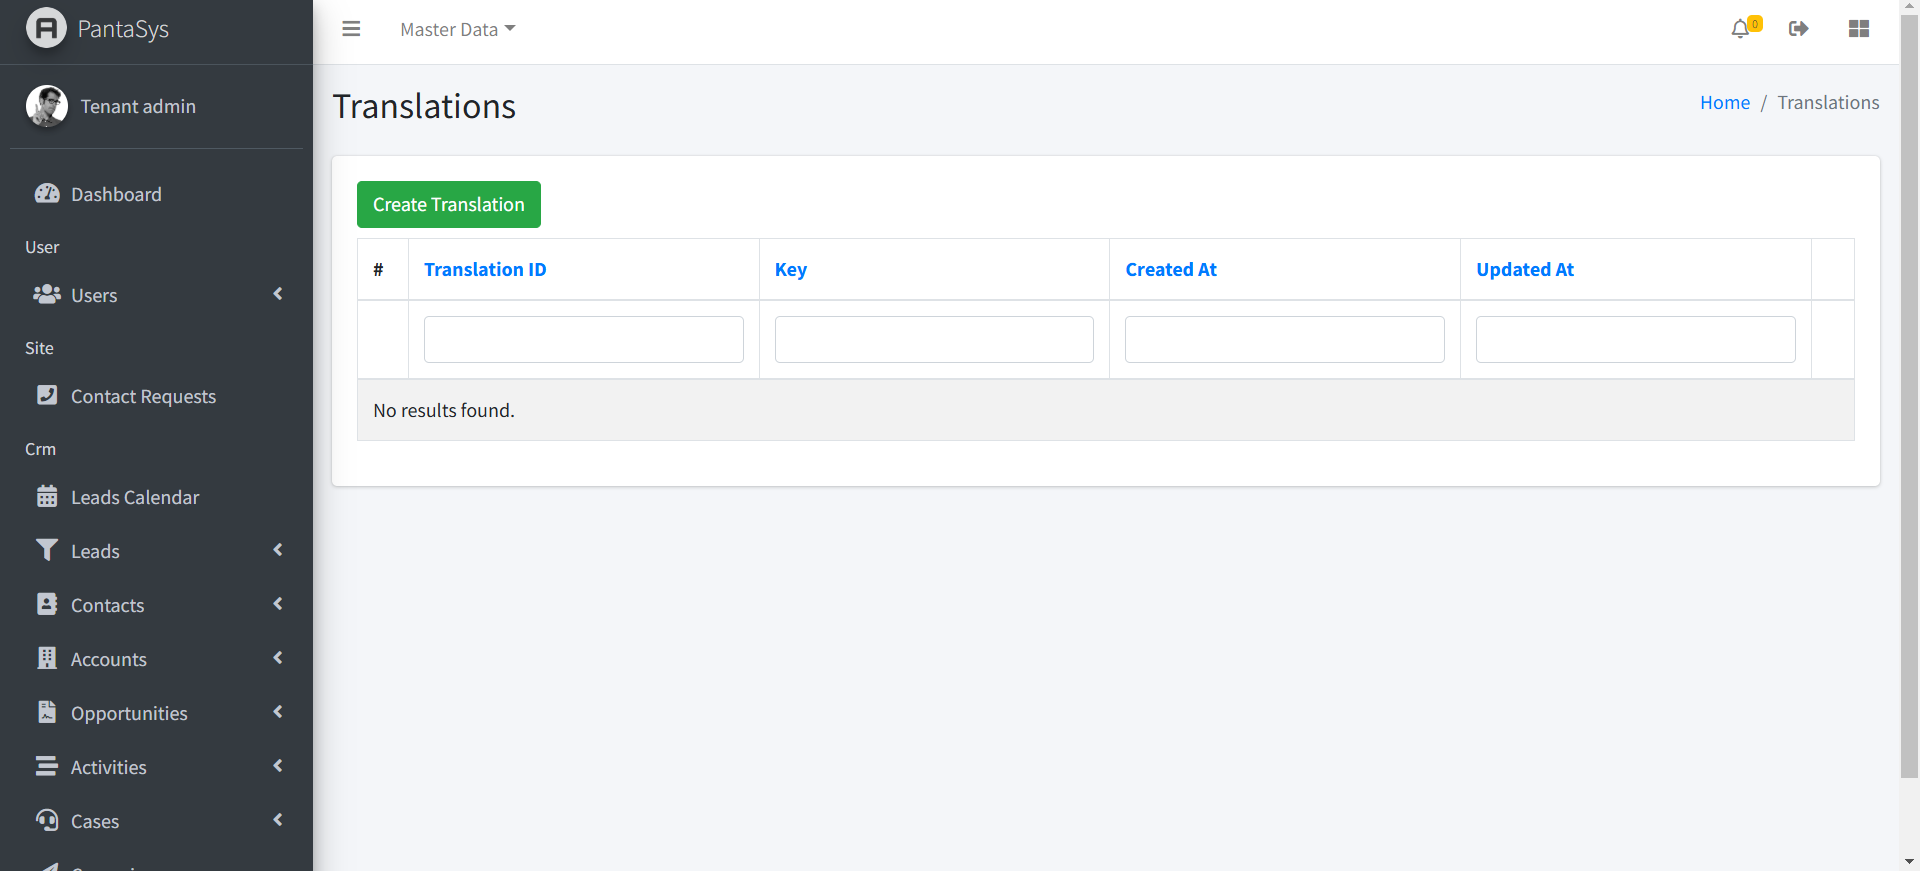 PantaSys
Master Data
0
Tenant admin
Translations
Home / Translations
Dashboard
Create Translation
User
# Translation ID Key Created At Updated At
Users
Site
Contact Requests
No results found.
Crm
Leads Calendar
Leads
Contacts
Accounts
Opportunities
Activities
Cases